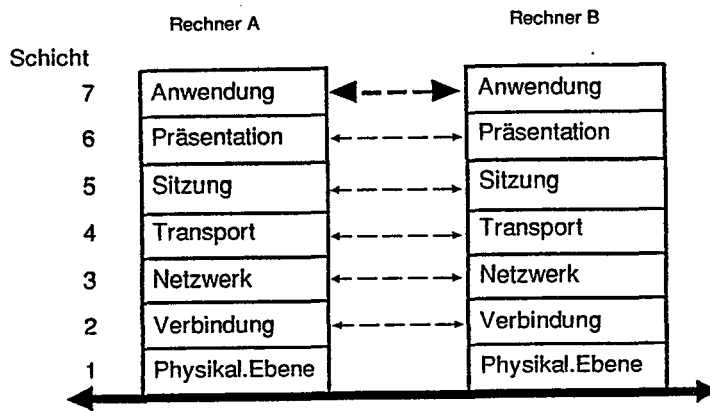 Rechner A Rechner B
Schicht
7 Anwendung Anwendung
6 Präsentation Präsentation
5 Sitzung Sitzung
4 Transport Transport
3 Netzwerk Netzwerk
2 Verbindung Verbindung
1 Physikal.Ebene Physikal.Ebene